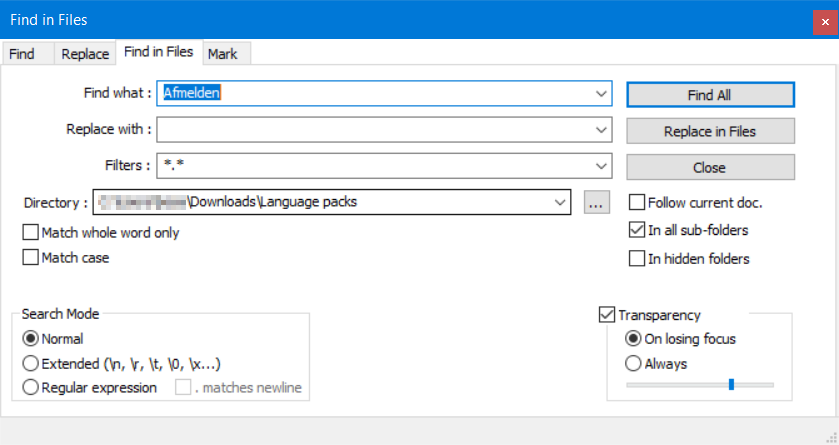 Find in Files
Find Replace Find in Files Mark
Find what : Afmelden Find All
Replace with : Replace in Files
Filters : *.* Close
Directory : \Downloads\Language packs ... Follow current doc.
Match whole word only In all sub-folders
Match case In hidden folders
Search Mode Transparency
Normal On losing focus
Extended (\n, \r, \t, \0, \x...) Always
Regular expression . matches newline